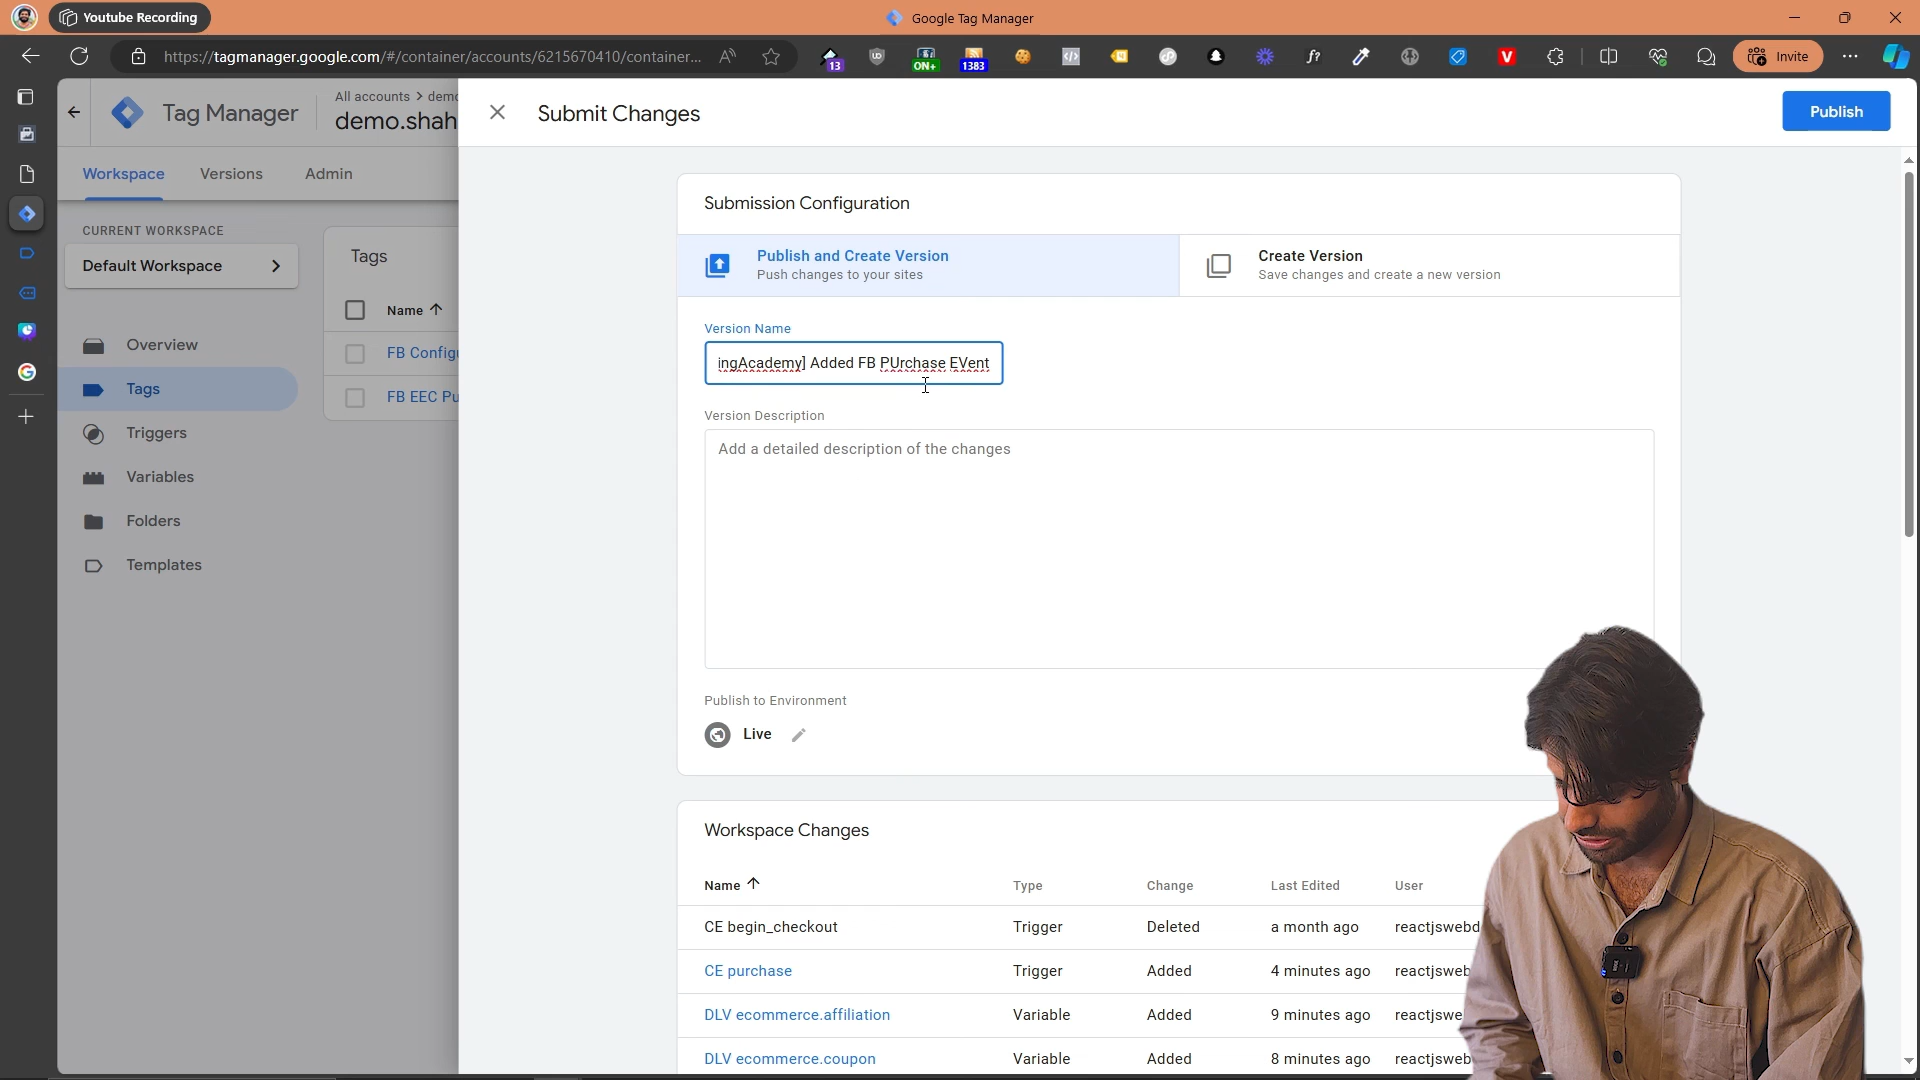 Youtube Recording
Google Tag Manager
https://tagmanager.google.com/#/container/accounts/6215670410/container...
13
ON+
1383
Invite
Tag Manager
All accounts > demo
demo.shah
Submit Changes
Publish
Workspace
Versions
Admin
CURRENT WORKSPACE
Default Workspace
Overview
Tags
Triggers
Variables
Folders
Templates
Tags
Name
FB Config
FB EEC Pu
Submission Configuration
Publish and Create Version
Push changes to your sites
Create Version
Save changes and create a new version
Version Name
ingAcademy] Added FB PUrchase EVent
Version Description
Add a detailed description of the changes
Publish to Environment
Live
Workspace Changes
Name Type Change Last Edited User
CE begin_checkout Trigger Deleted a month ago reactjswebd
CE purchase Trigger Added 4 minutes ago reactjsweb
DLV ecommerce.affiliation Variable Added 9 minutes ago reactjswe
DLV ecommerce.coupon Variable Added 8 minutes ago reactjsweb